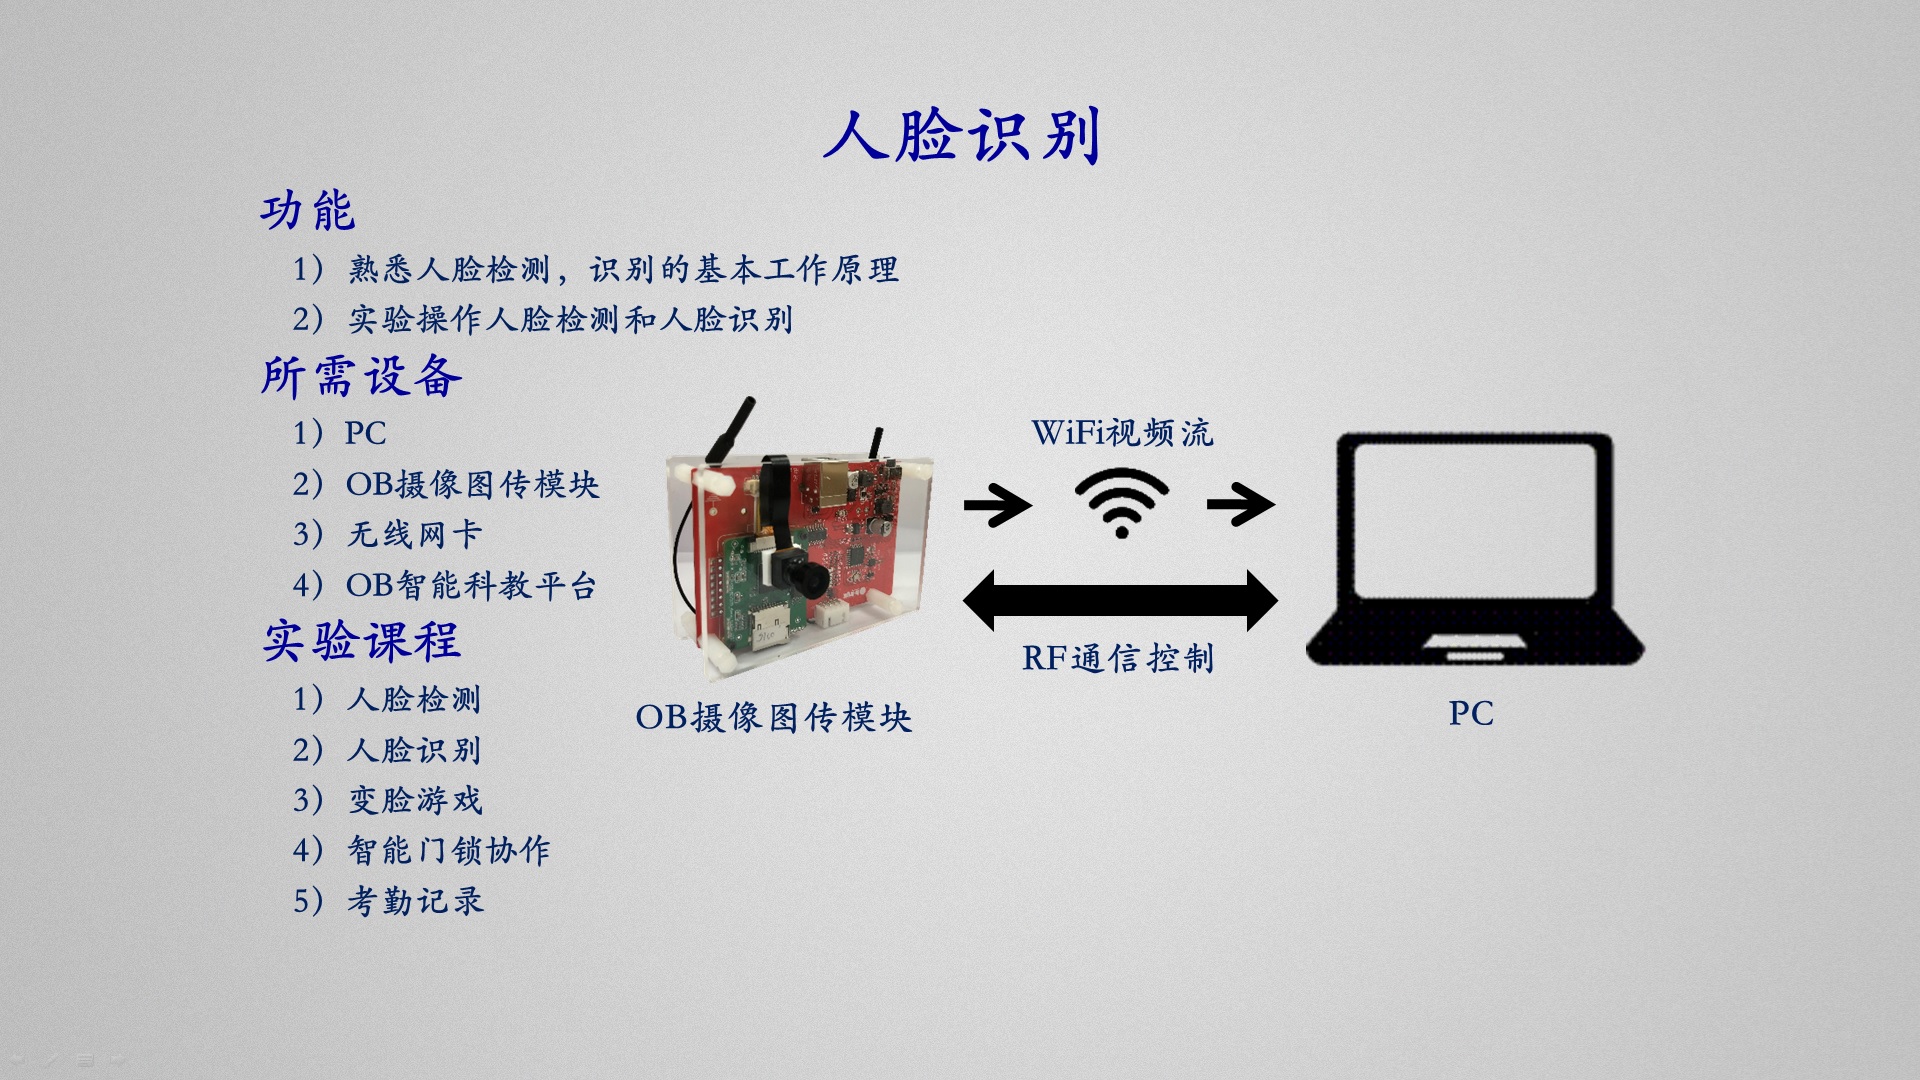 人脸识别
功能
1) 熟悉人脸检测，识别的基本工作原理
2) 实验操作人脸检测和人脸识别
所需设备
1) PC
2) OB摄像图传模块
3) 无线网卡
4) OB智能科教平台
实验课程
1) 人脸检测
2) 人脸识别
3) 变脸游戏
4) 智能门锁协作
5) 考勤记录
OB摄像图传模块
WiFi视频流
RF通信控制
PC